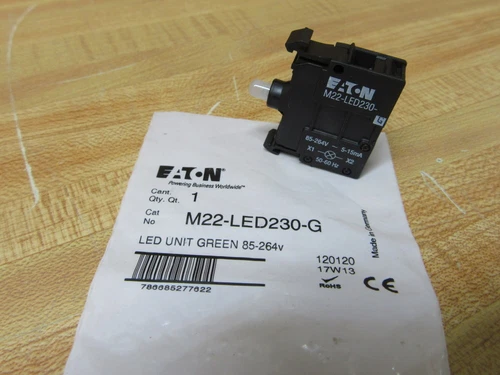 EATON
M22-LED230-
G
85-264V 5-15mA
X1 X2
50-60 Hz
EATON
Powering Business Worldwide™
Cant.
Qty. Qt. 1
Cat
No M22-LED230-G
LED UNIT GREEN 85-264v
786685277622
120120
17W13
RoHS
CE
Made in Germany